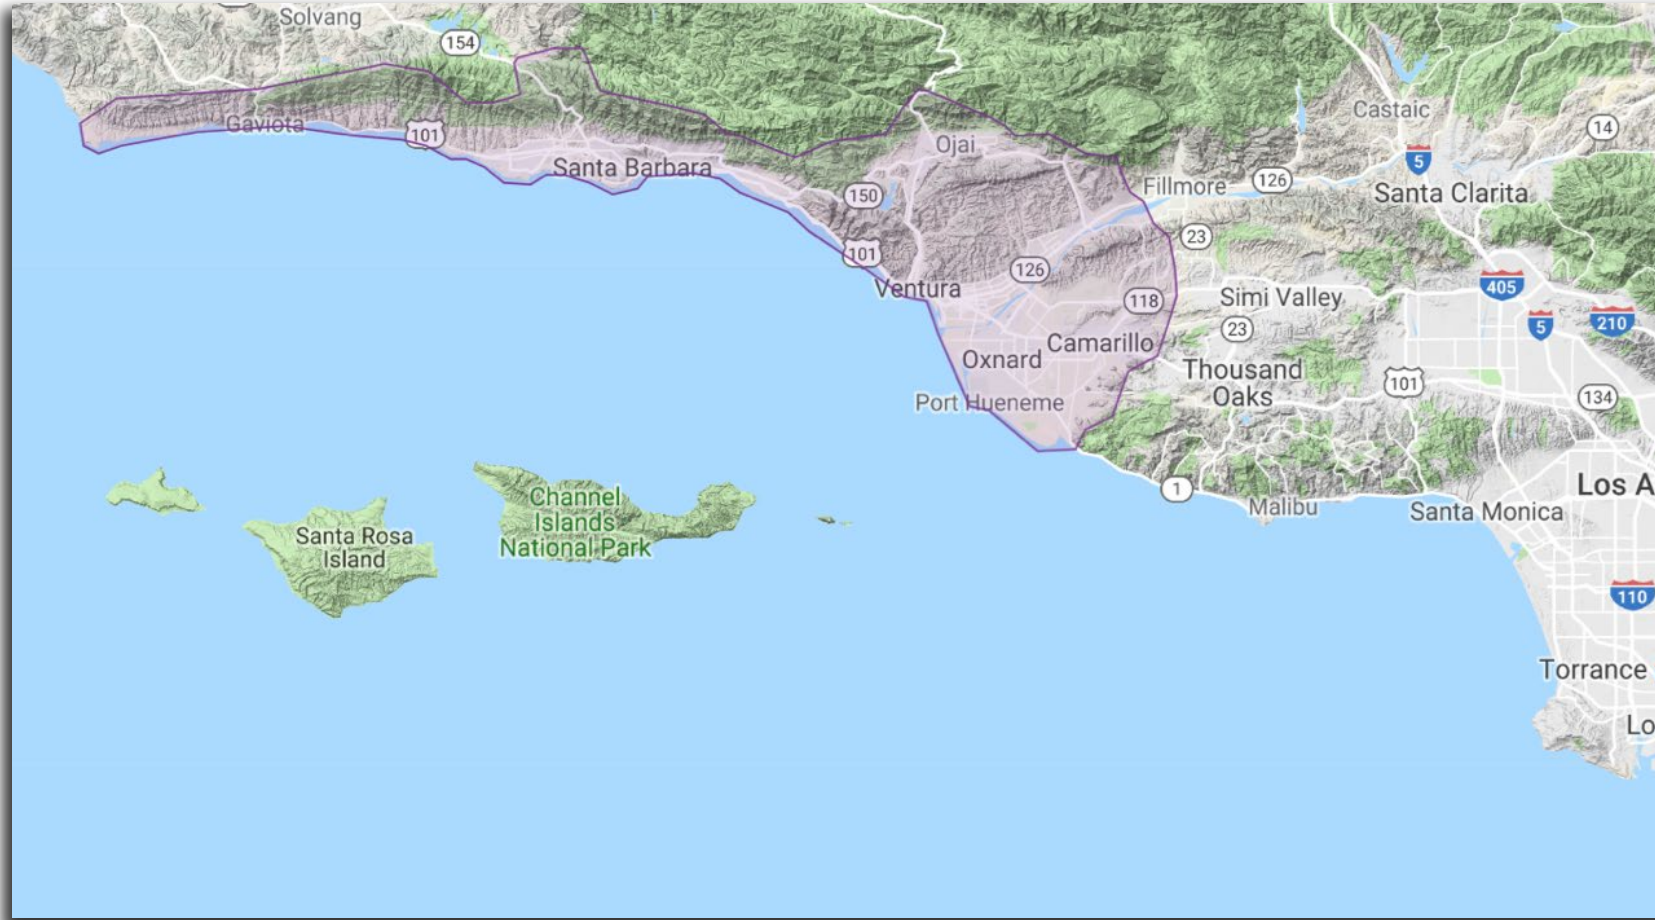 Solvang
154
Castaic
14
Gaviota
101
Ojai
5
Santa Barbara
150
Fillmore
126
Santa Clarita
23
101
126
Ventura
118
Simi Valley
405
23
5
210
Oxnard
Camarillo
Thousand
Oaks
101
134
Port Hueneme
1
Malibu
Santa Monica
Los A
Channel
Islands
National Park
Santa Rosa
Island
110
Torrance
Lo